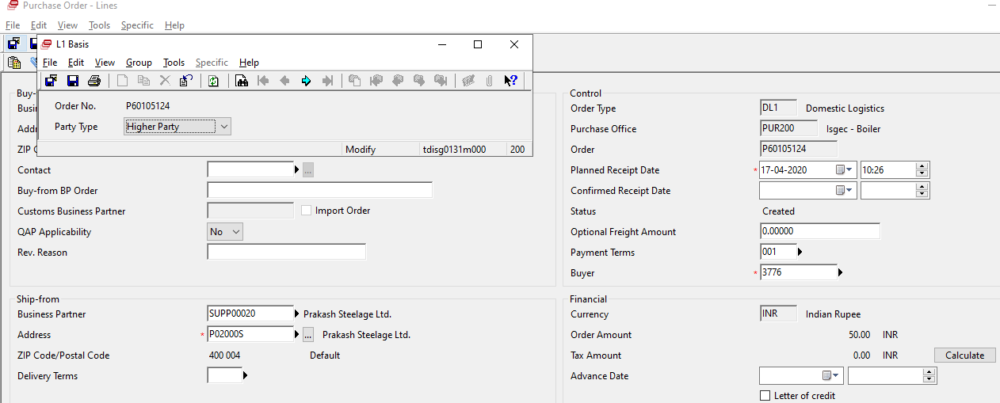 Purchase Order - Lines
File Edit View Tools Specific Help
L1 Basis
File Edit View Group Tools Specific Help
Order No. P60105124
Party Type Higher Party
Modify tdisg0131m000 200
Buy-
Busi
Addr
ZIP C
Contact ...
Buy-from BP Order
Customs Business Partner Import Order
QAP Applicability No
Rev. Reason
Control
Order Type DL1 Domestic Logistics
Purchase Office PUR200 Isgec - Boiler
Order P60105124
Planned Receipt Date * 17-04-2020 10:26
Confirmed Receipt Date
Status Created
Optional Freight Amount 0.00000
Payment Terms 001
Buyer * 3776
Ship-from
Business Partner SUPP00020 Prakash Steelage Ltd.
Address * P02000S ... Prakash Steelage Ltd.
ZIP Code/Postal Code 400 004 Default
Delivery Terms
Financial
Currency INR Indian Rupee
Order Amount 50.00 INR
Tax Amount 0.00 INR Calculate
Advance Date
Letter of credit